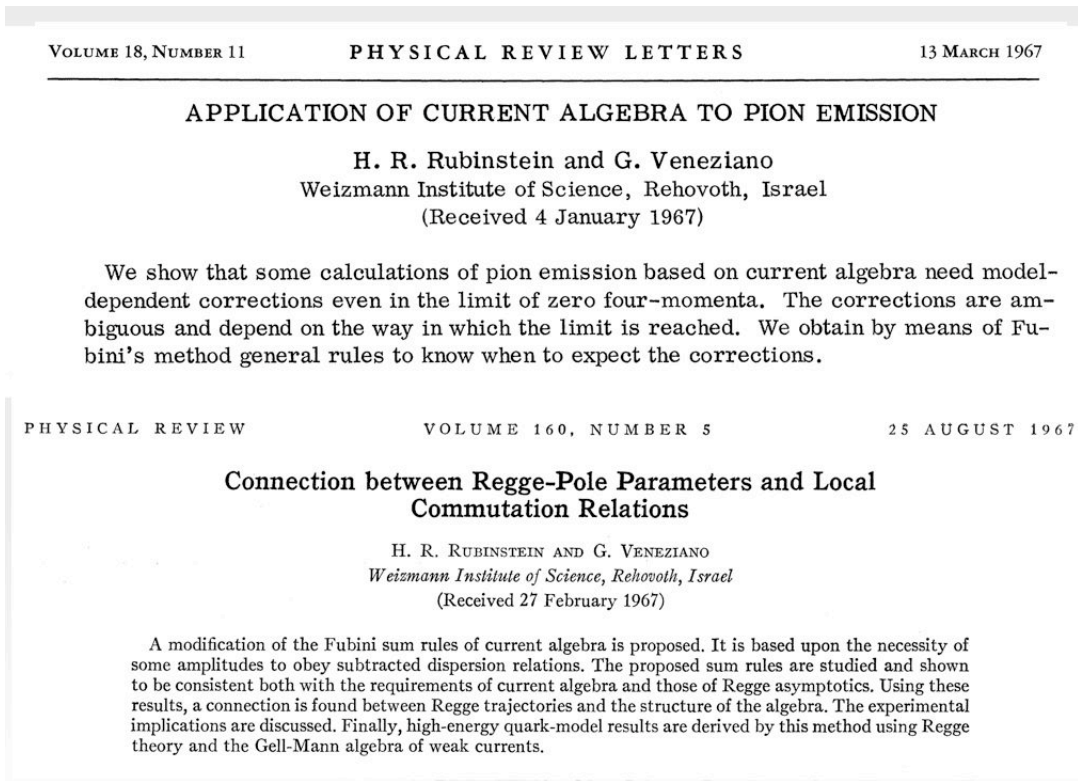 VOLUME 18, NUMBER 11 PHYSICAL REVIEW LETTERS 13 MARCH 1967
APPLICATION OF CURRENT ALGEBRA TO PION EMISSION
H. R. Rubinstein and G. Veneziano
Weizmann Institute of Science, Rehovoth, Israel
(Received 4 January 1967)
We show that some calculations of pion emission based on current algebra need model-
dependent corrections even in the limit of zero four-momenta. The corrections are am-
biguous and depend on the way in which the limit is reached. We obtain by means of Fu-
bini's method general rules to know when to expect the corrections.
PHYSICAL REVIEW VOLUME 160, NUMBER 5 25 AUGUST 1967
Connection between Regge-Pole Parameters and Local
Commutation Relations
H. R. RUBINSTEIN AND G. VENEZIANO
Weizmann Institute of Science, Rehovoth, Israel
(Received 27 February 1967)
A modification of the Fubini sum rules of current algebra is proposed. It is based upon the necessity of
some amplitudes to obey subtracted dispersion relations. The proposed sum rules are studied and shown
to be consistent both with the requirements of current algebra and those of Regge asymptotics. Using these
results, a connection is found between Regge trajectories and the structure of the algebra. The experimental
implications are discussed. Finally, high-energy quark-model results are derived by this method using Regge
theory and the Gell-Mann algebra of weak currents.